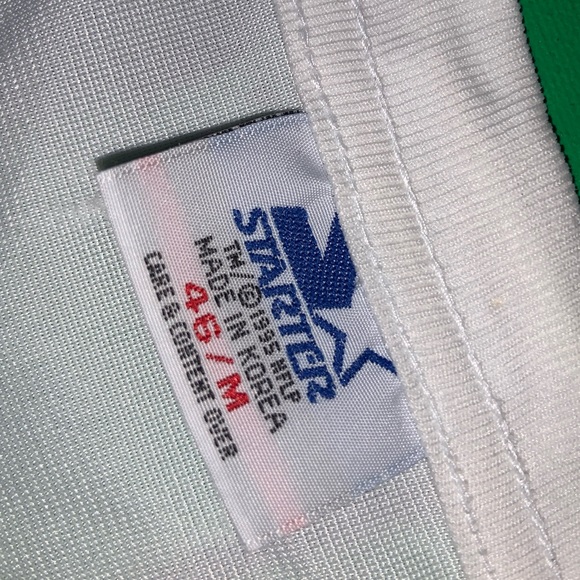 STARTER
TM/© 1995 NFLP
MADE IN KOREA
46/M
CARE & CONTENT OVER